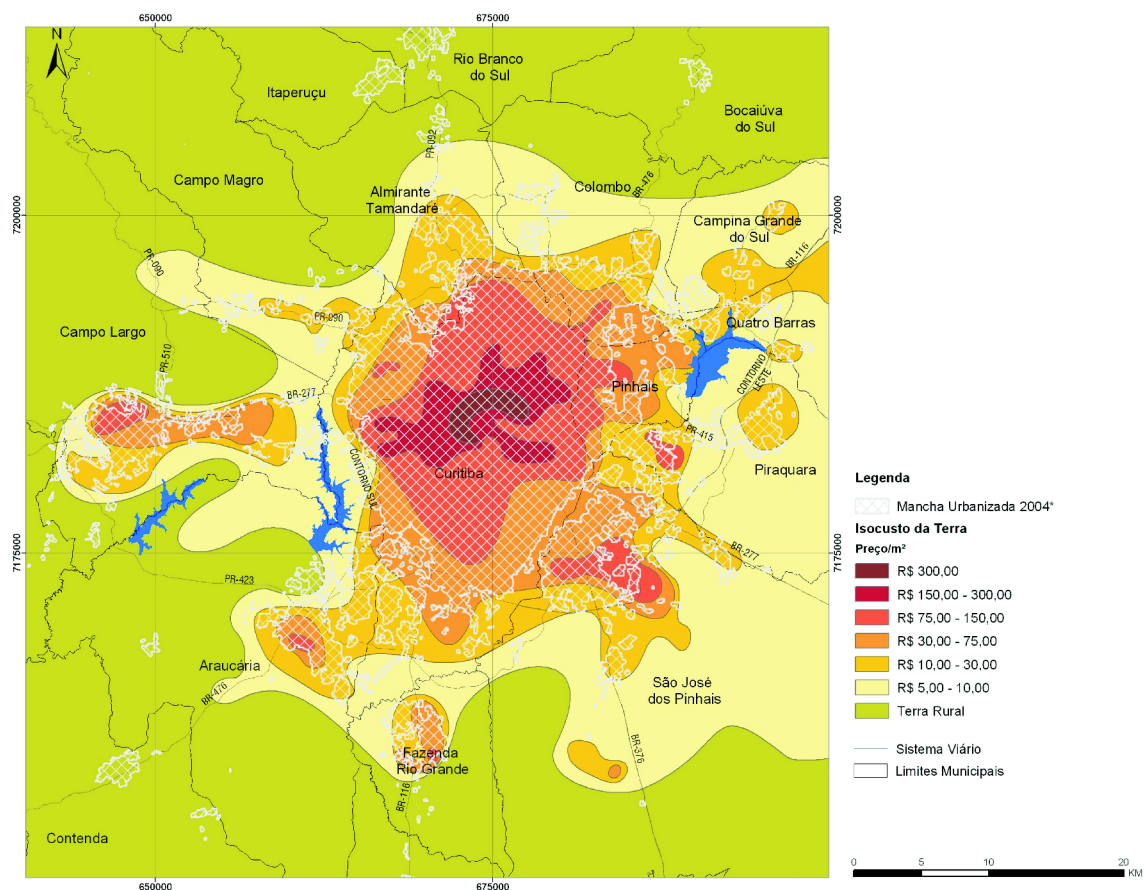 650000
675000
N
Rio Branco
do Sul
Itaperuçu
Bocaiúva
do Sul
PR-092
Campo Magro
Almirante
Tamandaré
Colombo
BR-476
7200000
7200000
Campina Grande
do Sul
BR-116
PR-090
PR-090
Campo Largo
Quatro Barras
PR-510
CONTORNO
LESTE
Pinhais
BR-277
PR-415
Curitiba
CONTORNO SUL
Piraquara
7175000
7175000
BR-277
PR-423
Araucária
BR-476
São José
dos Pinhais
Fazenda
Rio Grande
BR-376
BR-116
Contenda
650000
675000
Legenda
Mancha Urbanizada 2004*
Isocusto da Terra
Preço/m²
R$ 300,00
R$ 150,00 - 300,00
R$ 75,00 - 150,00
R$ 30,00 - 75,00
R$ 10,00 - 30,00
R$ 5,00 - 10,00
Terra Rural
Sistema Viário
Limites Municipais
0 5 10 20
KM